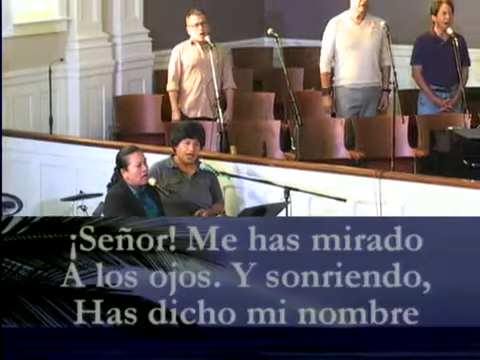 ¡Señor! Me has mirado
A los ojos. Y sonriendo,
Has dicho mi nombre